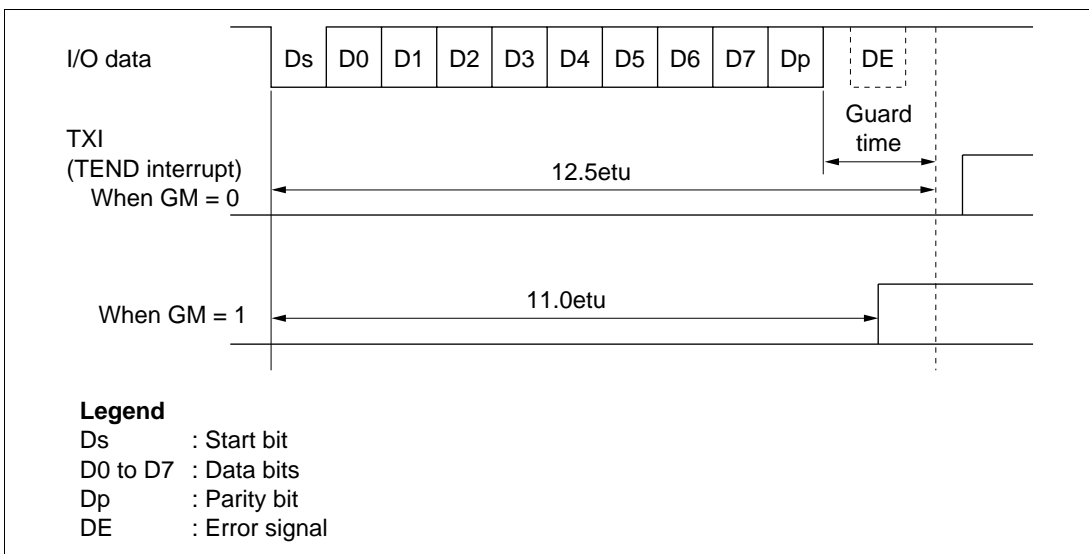 I/O data
Ds D0 D1 D2 D3 D4 D5 D6 D7 Dp DE
Guard
time
TXI
(TEND interrupt)
When GM = 0
12.5etu
When GM = 1
11.0etu
Legend
Ds : Start bit
D0 to D7 : Data bits
Dp : Parity bit
DE : Error signal